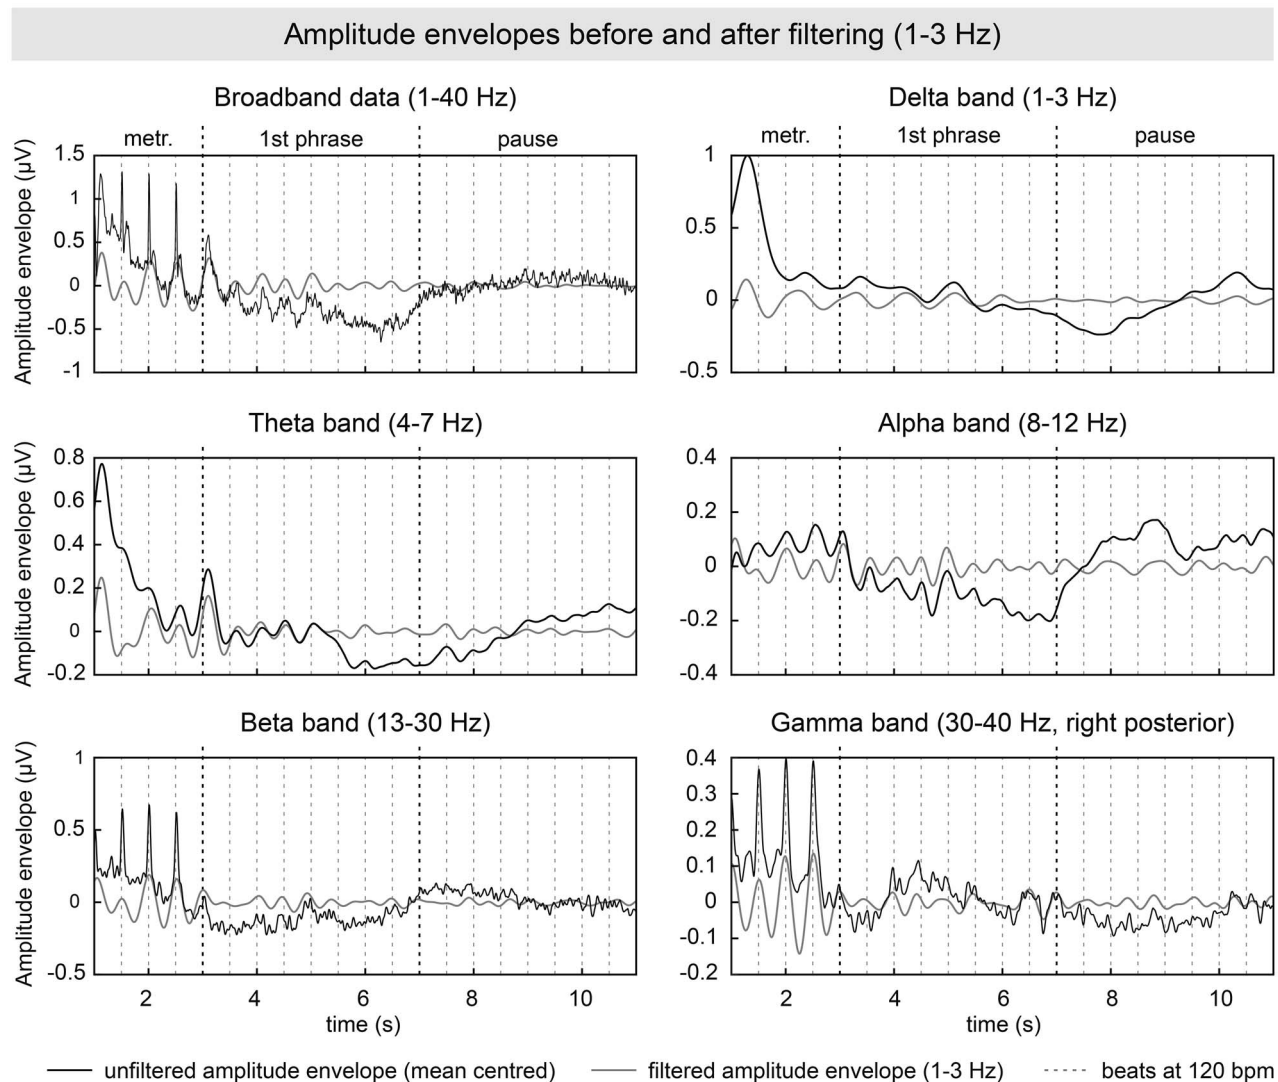 Amplitude envelopes before and after filtering (1-3 Hz)
Broadband data (1-40 Hz)
metr. 1st phrase pause
Amplitude envelope (µV)
1.5
1
0.5
0
-0.5
-1
Delta band (1-3 Hz)
metr. 1st phrase pause
1
0.5
0
-0.5
Theta band (4-7 Hz)
Amplitude envelope (µV)
0.8
0.6
0.4
0.2
0
-0.2
Alpha band (8-12 Hz)
0.4
0.2
0
-0.2
-0.4
Beta band (13-30 Hz)
Amplitude envelope (µV)
1
0.5
0
-0.5
2 4 6 8 10
time (s)
Gamma band (30-40 Hz, right posterior)
0.4
0.3
0.2
0.1
0
-0.1
-0.2
2 4 6 8 10
time (s)
unfiltered amplitude envelope (mean centred) filtered amplitude envelope (1-3 Hz) beats at 120 bpm